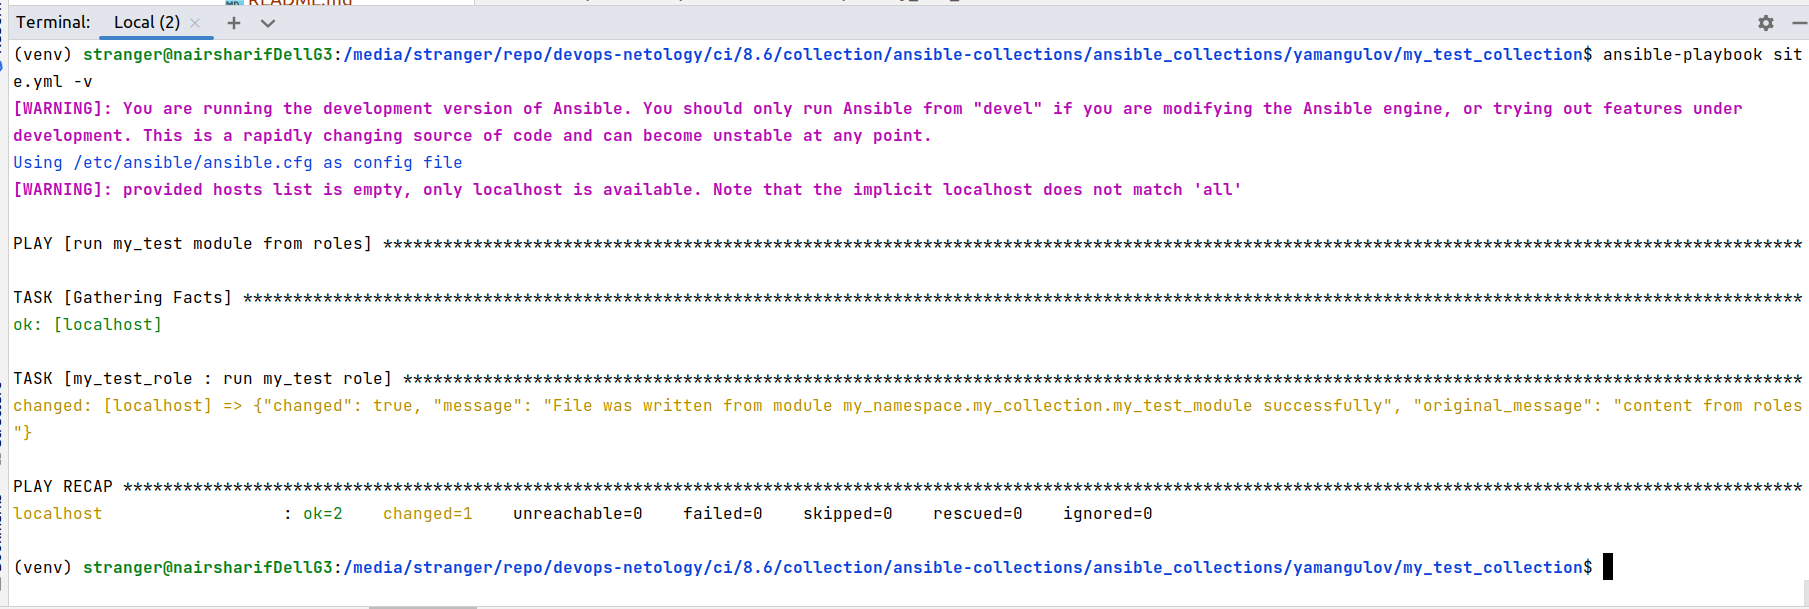 README.md
Terminal: Local (2) × +
(venv) stranger@nairsharifDellG3:/media/stranger/repo/devops-netology/ci/8.6/collection/ansible-collections/ansible_collections/yamangulov/my_test_collection$ ansible-playbook sit
e.yml -v
[WARNING]: You are running the development version of Ansible. You should only run Ansible from "devel" if you are modifying the Ansible engine, or trying out features under
development. This is a rapidly changing source of code and can become unstable at any point.
Using /etc/ansible/ansible.cfg as config file
[WARNING]: provided hosts list is empty, only localhost is available. Note that the implicit localhost does not match 'all'
PLAY [run my_test module from roles] **********************************************************************************************************************************************
TASK [Gathering Facts] ************************************************************************************************************************************************************
ok: [localhost]
TASK [my_test_role : run my_test role] ********************************************************************************************************************************************
changed: [localhost] => {"changed": true, "message": "File was written from module my_namespace.my_collection.my_test_module successfully", "original_message": "content from roles
"}
PLAY RECAP ************************************************************************************************************************************************************************
localhost                  : ok=2    changed=1    unreachable=0    failed=0    skipped=0    rescued=0    ignored=0
(venv) stranger@nairsharifDellG3:/media/stranger/repo/devops-netology/ci/8.6/collection/ansible-collections/ansible_collections/yamangulov/my_test_collection$